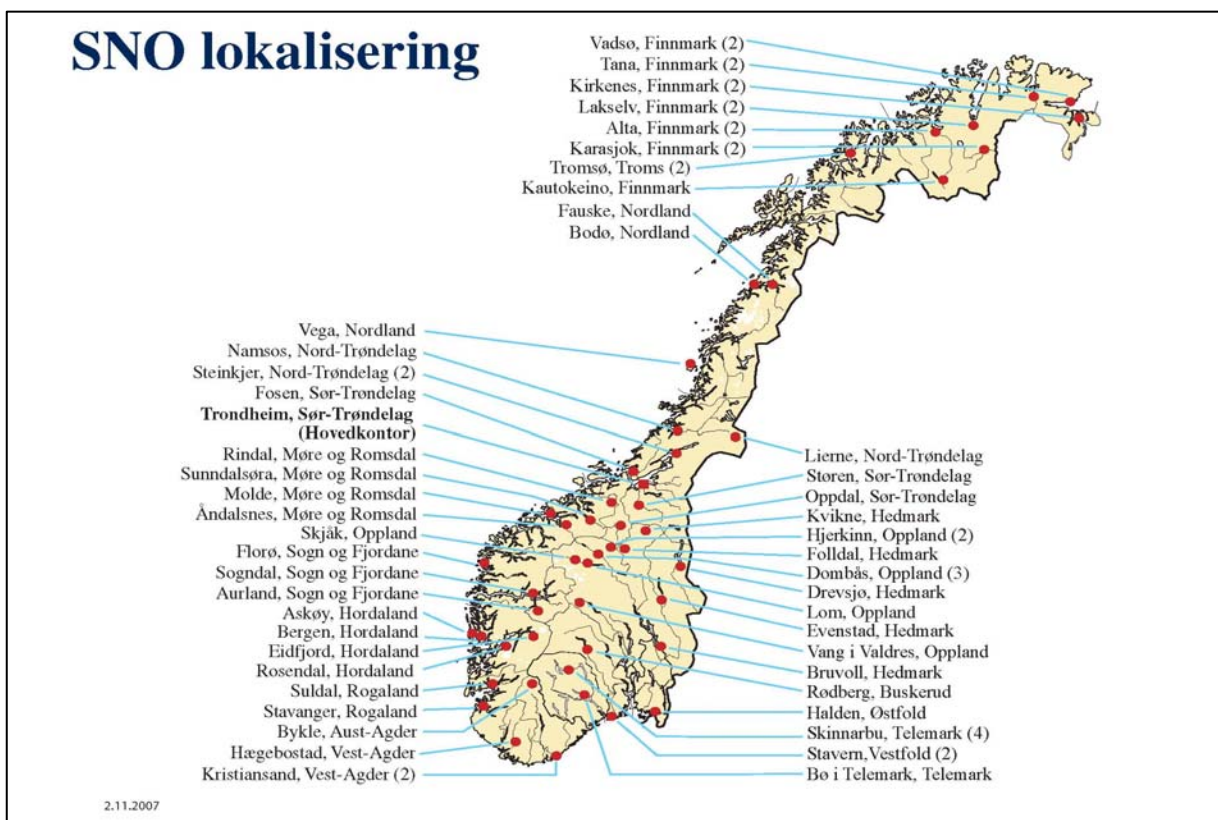 SNO lokalisering
Vadsø, Finnmark (2)
Tana, Finnmark (2)
Kirkenes, Finnmark (2)
Lakselv, Finnmark (2)
Alta, Finnmark (2)
Karasjok, Finnmark (2)
Tromsø, Troms (2)
Kautokeino, Finnmark
Fauske, Nordland
Bodø, Nordland
Vega, Nordland
Namsos, Nord-Trøndelag
Steinkjer, Nord-Trøndelag (2)
Fosen, Sør-Trøndelag
Trondheim, Sør-Trøndelag
(Hovedkontor)
Rindal, Møre og Romsdal
Sunndalsøra, Møre og Romsdal
Molde, Møre og Romsdal
Åndalsnes, Møre og Romsdal
Skjåk, Oppland
Florø, Sogn og Fjordane
Sogndal, Sogn og Fjordane
Aurland, Sogn og Fjordane
Askøy, Hordaland
Bergen, Hordaland
Eidfjord, Hordaland
Rosendal, Hordaland
Suldal, Rogaland
Stavanger, Rogaland
Bykle, Aust-Agder
Hægebostad, Vest-Agder
Kristiansand, Vest-Agder (2)
Lierne, Nord-Trøndelag
Støren, Sør-Trøndelag
Oppdal, Sør-Trøndelag
Kvikne, Hedmark
Hjerkinn, Oppland (2)
Folldal, Hedmark
Dombås, Oppland (3)
Drevsjø, Hedmark
Lom, Oppland
Evenstad, Hedmark
Vang i Valdres, Oppland
Bruvoll, Hedmark
Rødberg, Buskerud
Halden, Østfold
Skinnarbu, Telemark (4)
Stavern,Vestfold (2)
Bø i Telemark, Telemark
2.11.2007